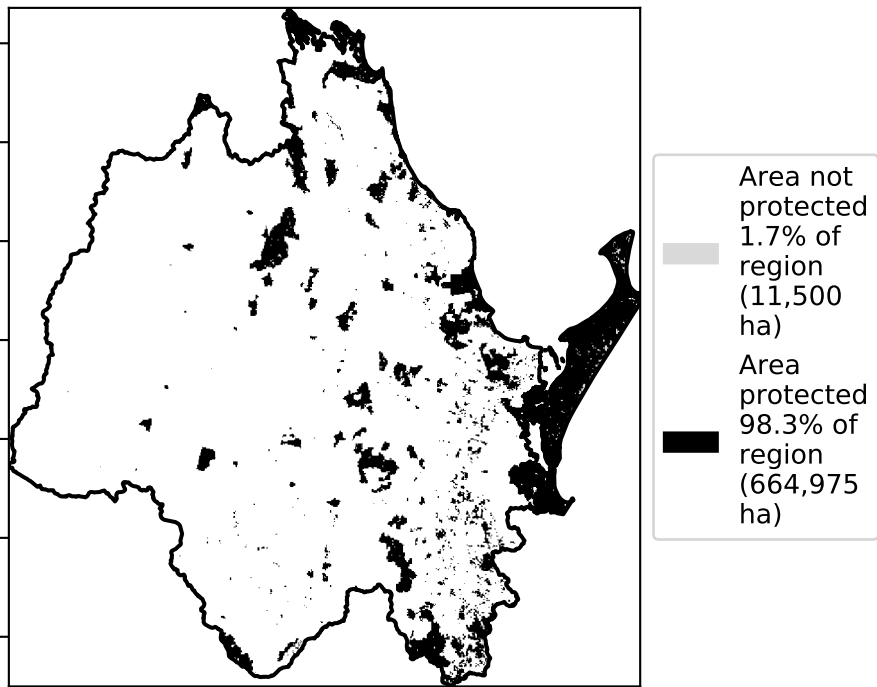 Area not
protected
1.7% of
region
(11,500
ha)
Area
protected
98.3% of
region
(664,975
ha)